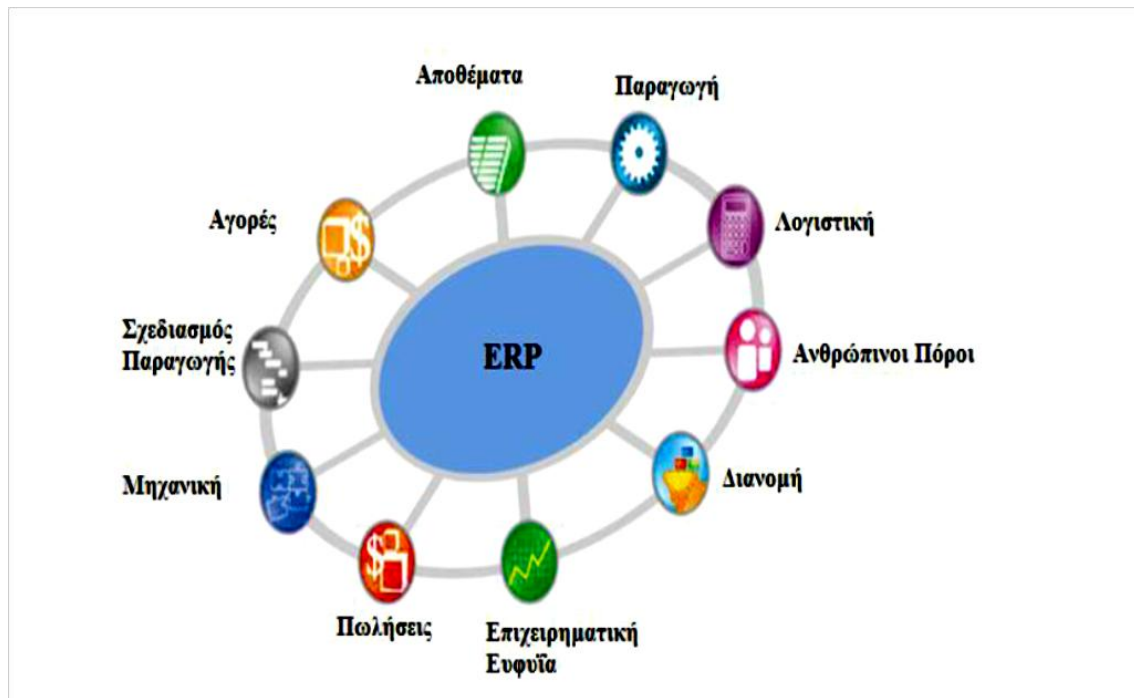 Αποθέματα
Παραγωγή
Αγορές
Λογιστική
Σχεδιασμός
Παραγωγής
ERP
Ανθρώπινοι Πόροι
Μηχανική
Διανομή
Πωλήσεις
Επιχειρηματική
Ευφυΐα